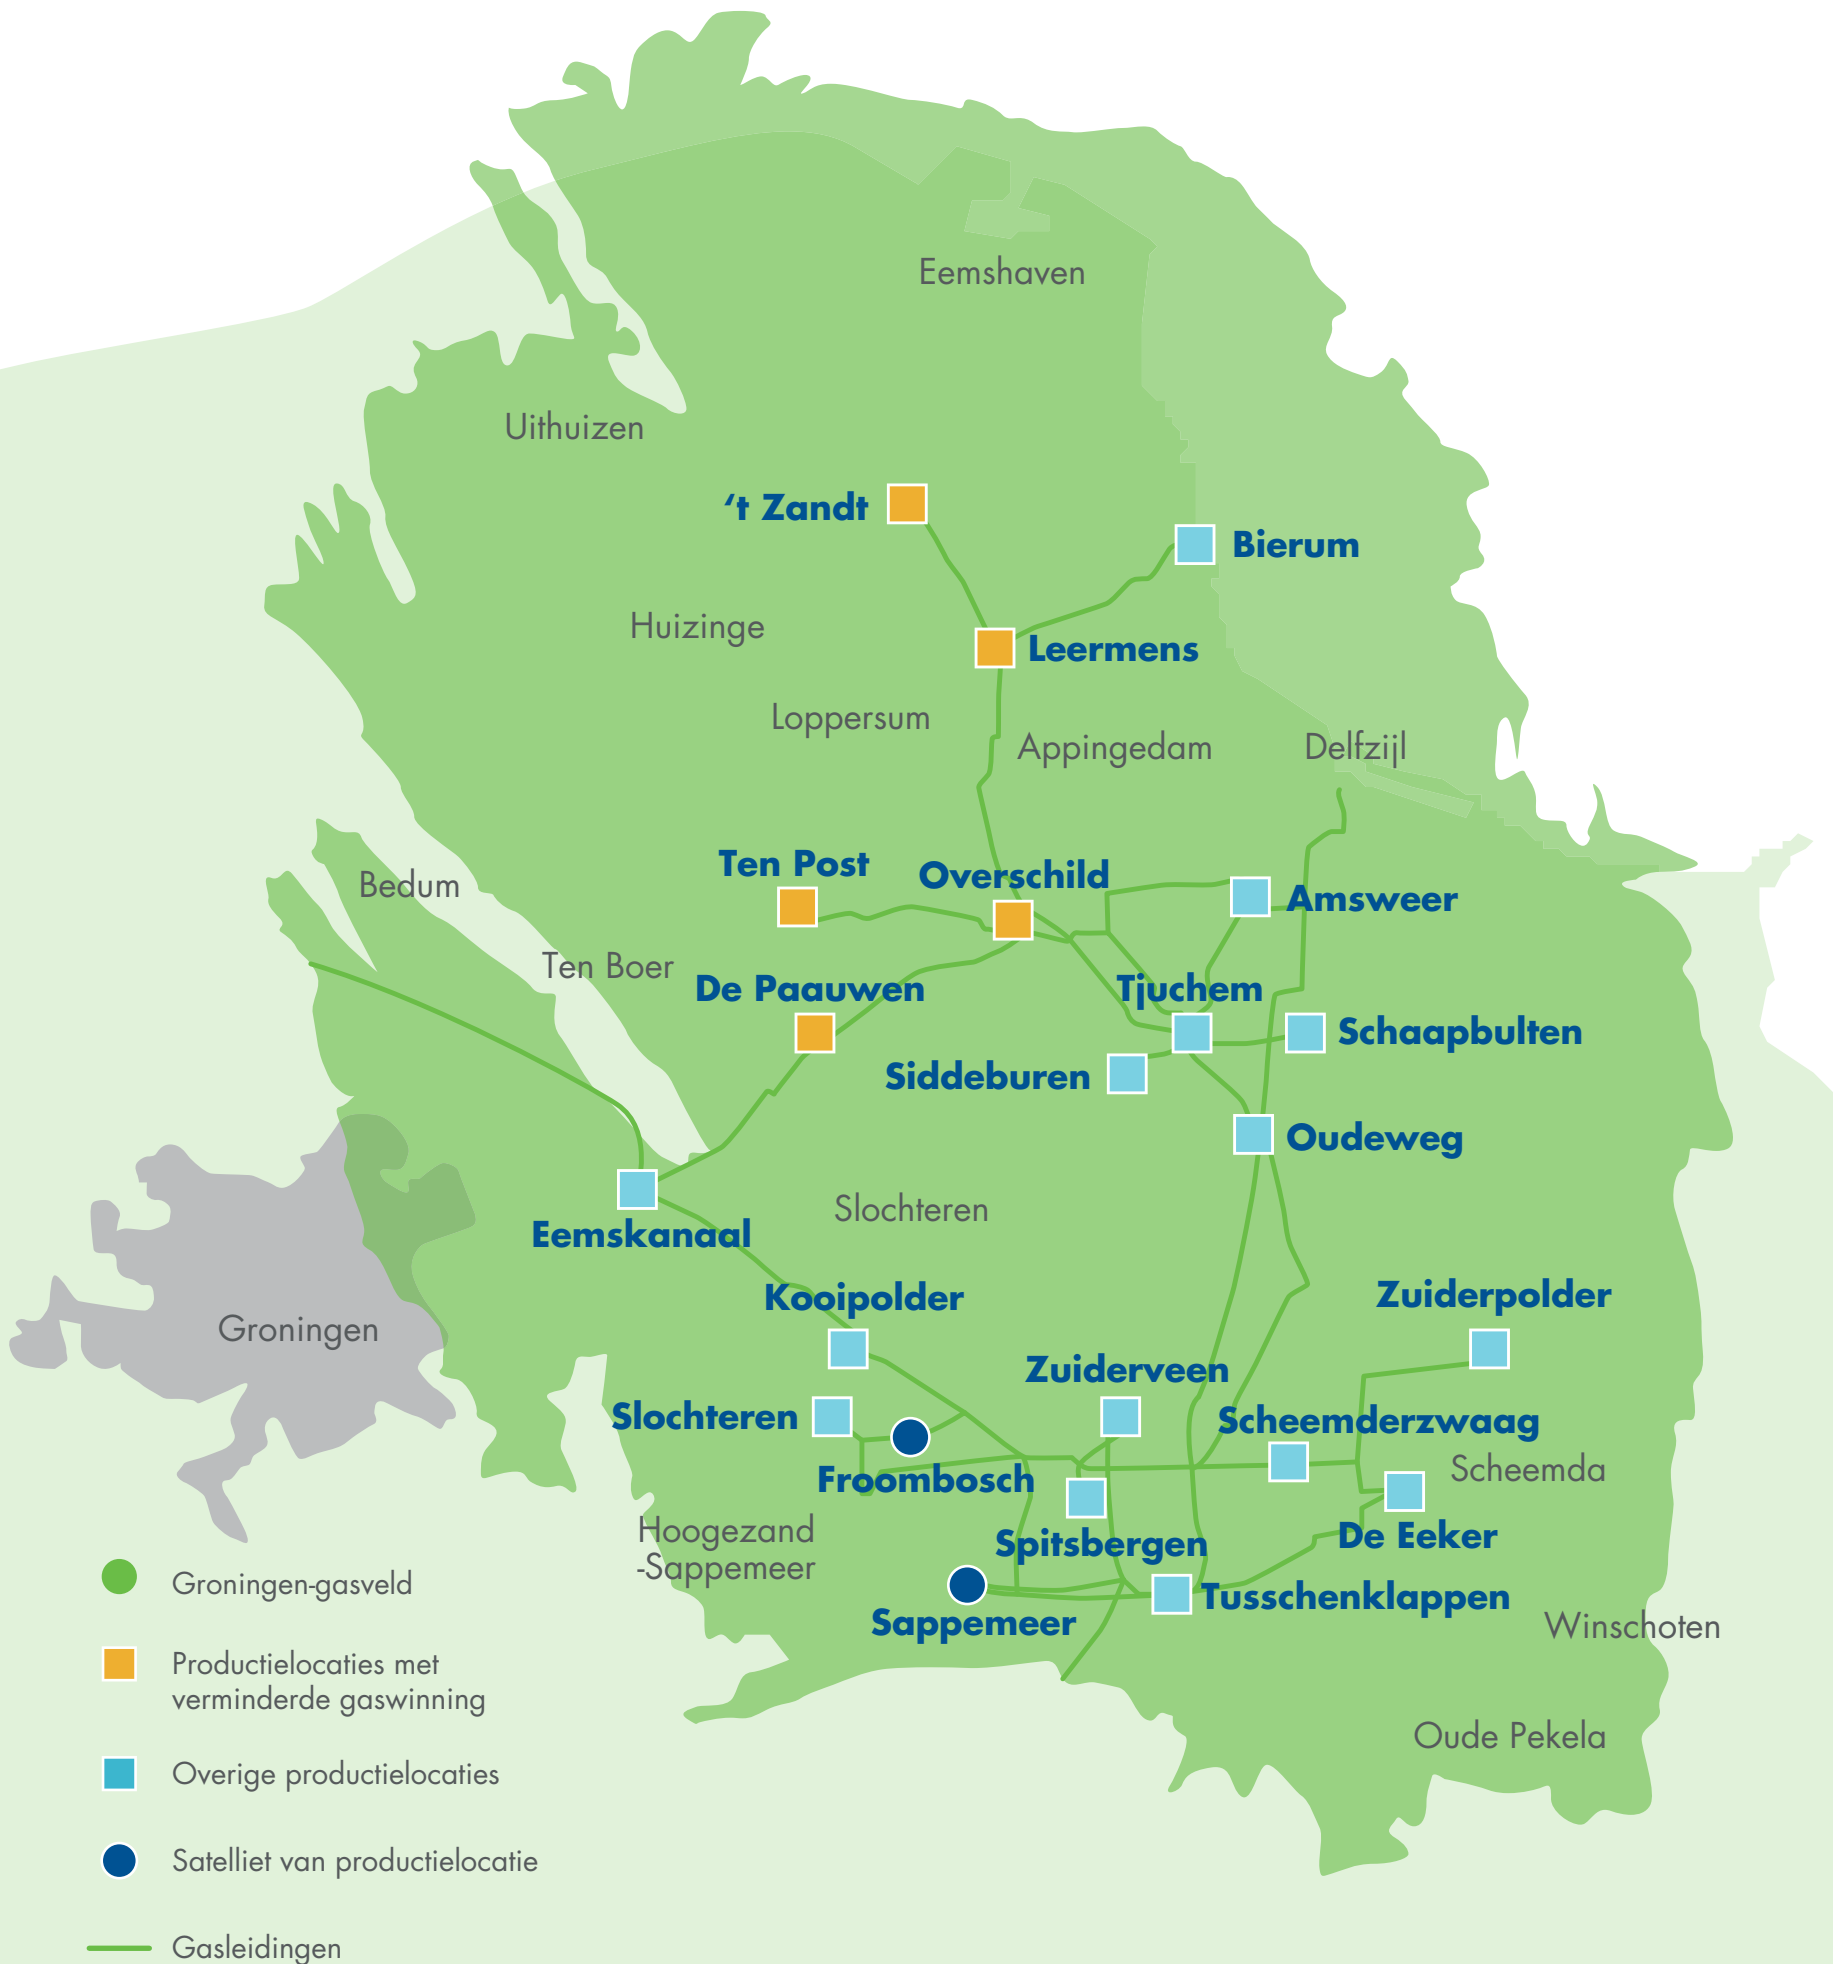 Eemshaven
Uithuizen
‘t Zandt
Bierum
Huizinge
Leermens
Loppersum
Appingedam
Delfzijl
Ten Post
Overschild
Bedum
Amsweer
Ten Boer
De Paauwen
Tjuchem
Schaapbulten
Siddeburen
Oudeweg
Slochteren
Eemskanaal
Kooipolder
Zuiderpolder
Groningen
Zuiderveen
Slochteren
Scheemderzwaag
Froombosch
Scheemda
Hoogezand
-Sappemeer
Spitsbergen
De Eeker
Sappemeer
Tusschenklappen
Winschoten
Oude Pekela
Groningen-gasveld
Productielocaties met
verminderde gaswinning
Overige productielocaties
Satelliet van productielocatie
Gasleidingen